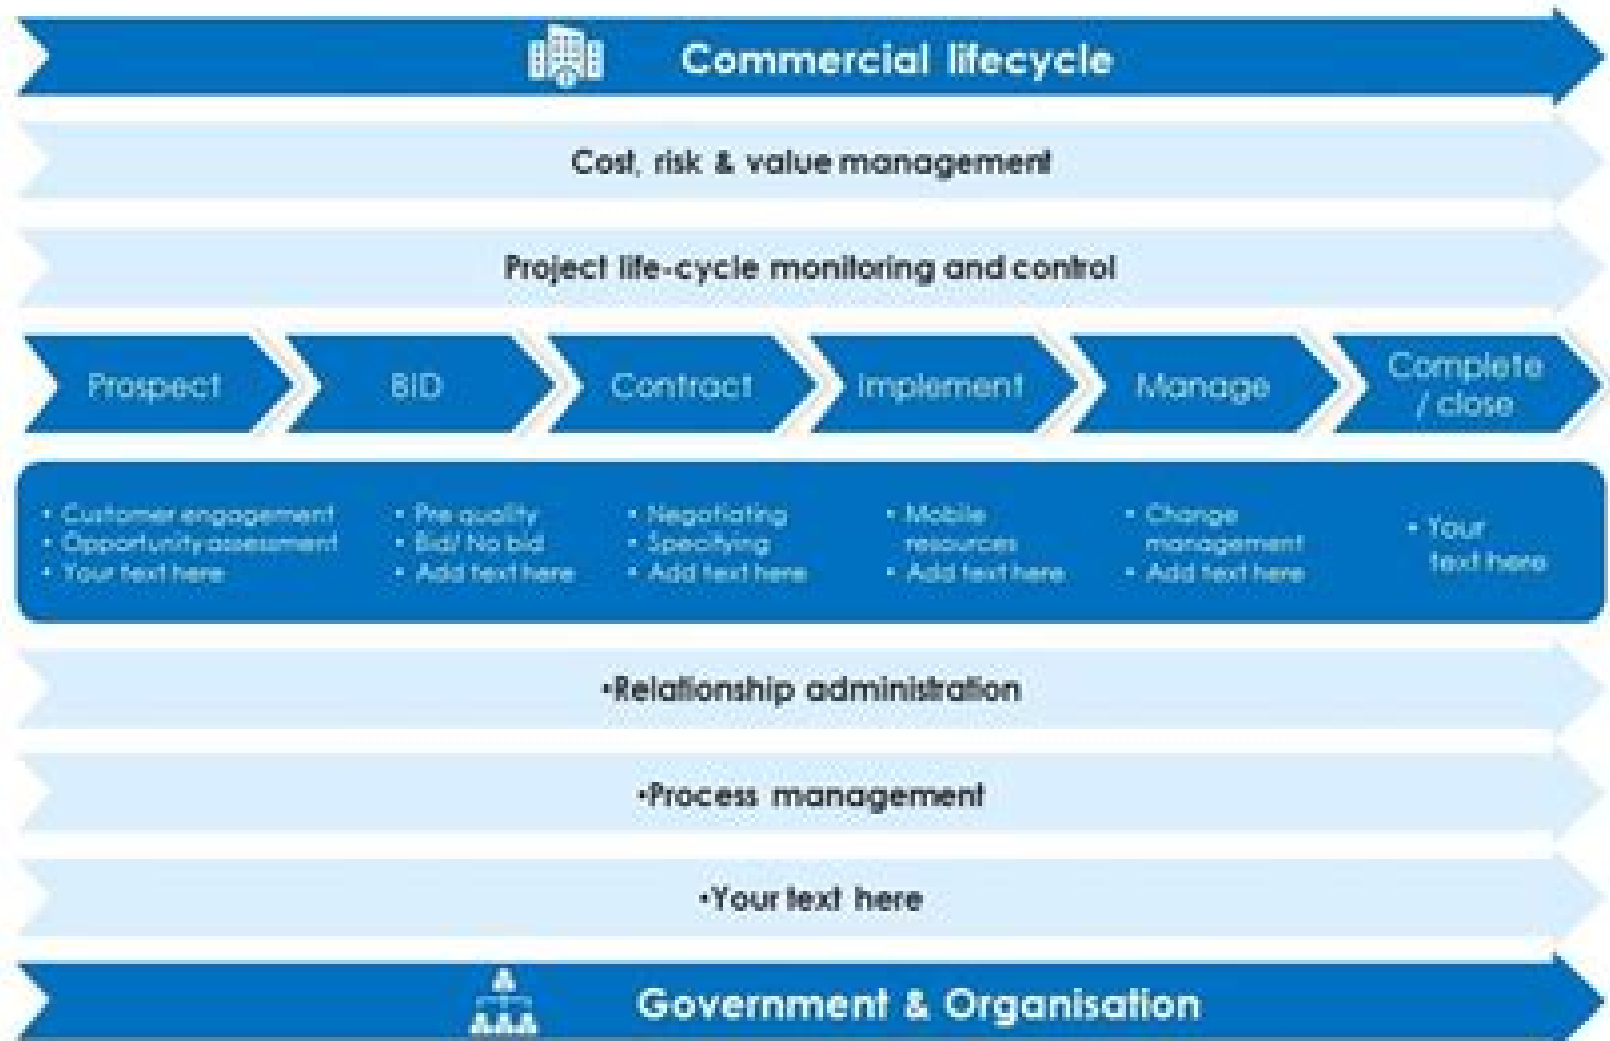 Commercial lifecycle
Cost, risk & value management
Project life-cycle monitoring and control
Prospect
BID
Contract
Implement
Manage
Complete
/ close
• Customer engagement
• Opportunity assessment
• Your text here
• Pre quality
• Bid/ No bid
• Add text here
• Negotiating
• Specifying
• Add text here
• Mobile
resources
• Add text here
• Change
management
• Add text here
• Your
text here
•Relationship administration
•Process management
•Your text here
Government & Organisation